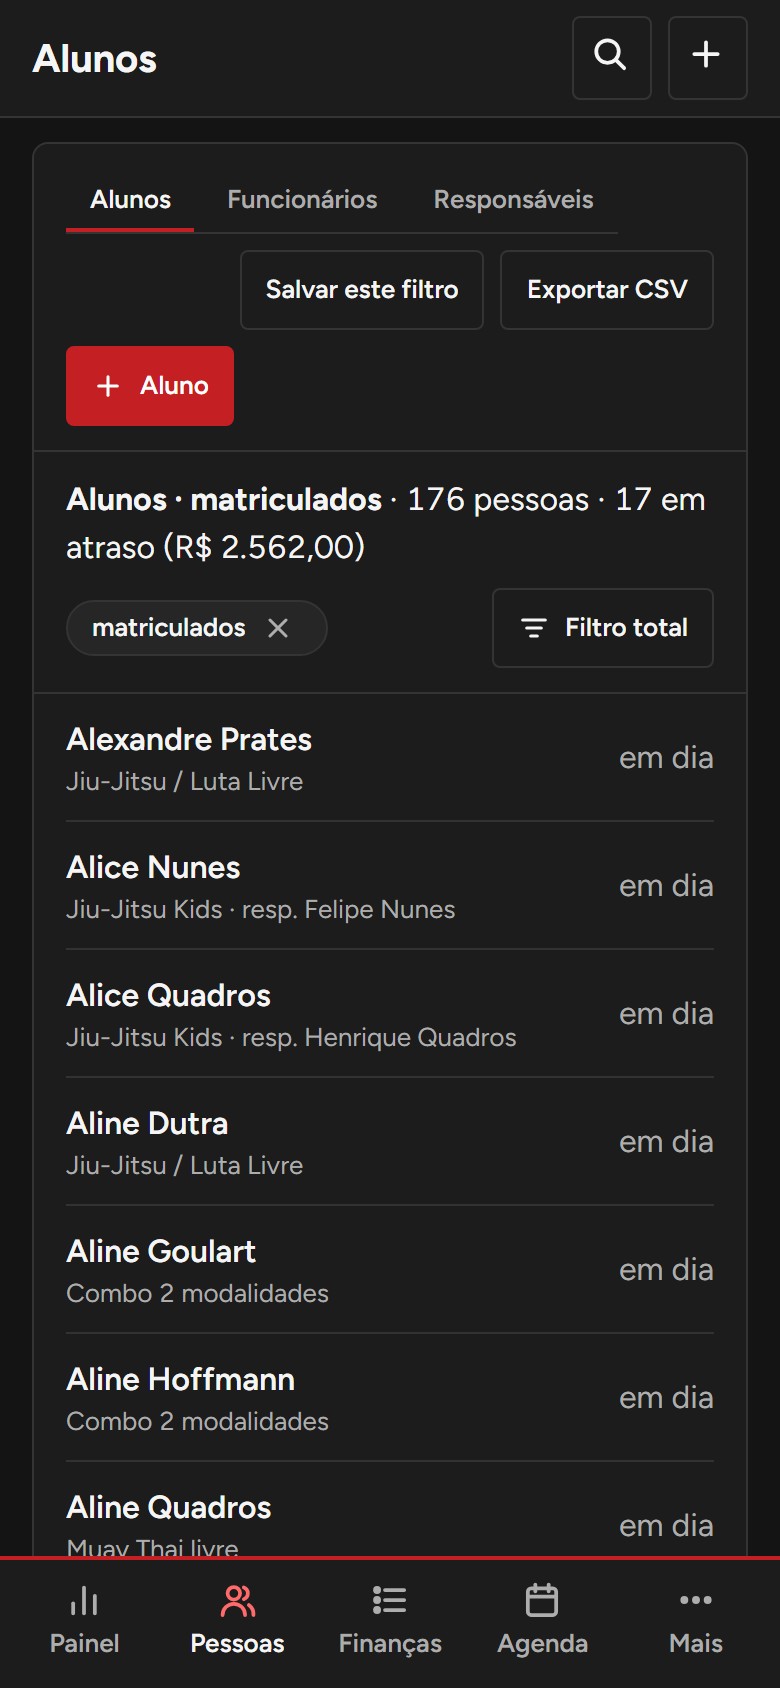 Alunos
Alunos Funcionários Responsáveis
Salvar este filtro Exportar CSV
+ Aluno
Alunos · matriculados · 176 pessoas · 17 em
atraso (R$ 2.562,00)
matriculados
Filtro total
Alexandre Prates
Jiu-Jitsu / Luta Livre
em dia
Alice Nunes
Jiu-Jitsu Kids · resp. Felipe Nunes
em dia
Alice Quadros
Jiu-Jitsu Kids · resp. Henrique Quadros
em dia
Aline Dutra
Jiu-Jitsu / Luta Livre
em dia
Aline Goulart
Combo 2 modalidades
em dia
Aline Hoffmann
Combo 2 modalidades
em dia
Aline Quadros
Muay Thai livre
em dia
Painel Pessoas Finanças Agenda Mais